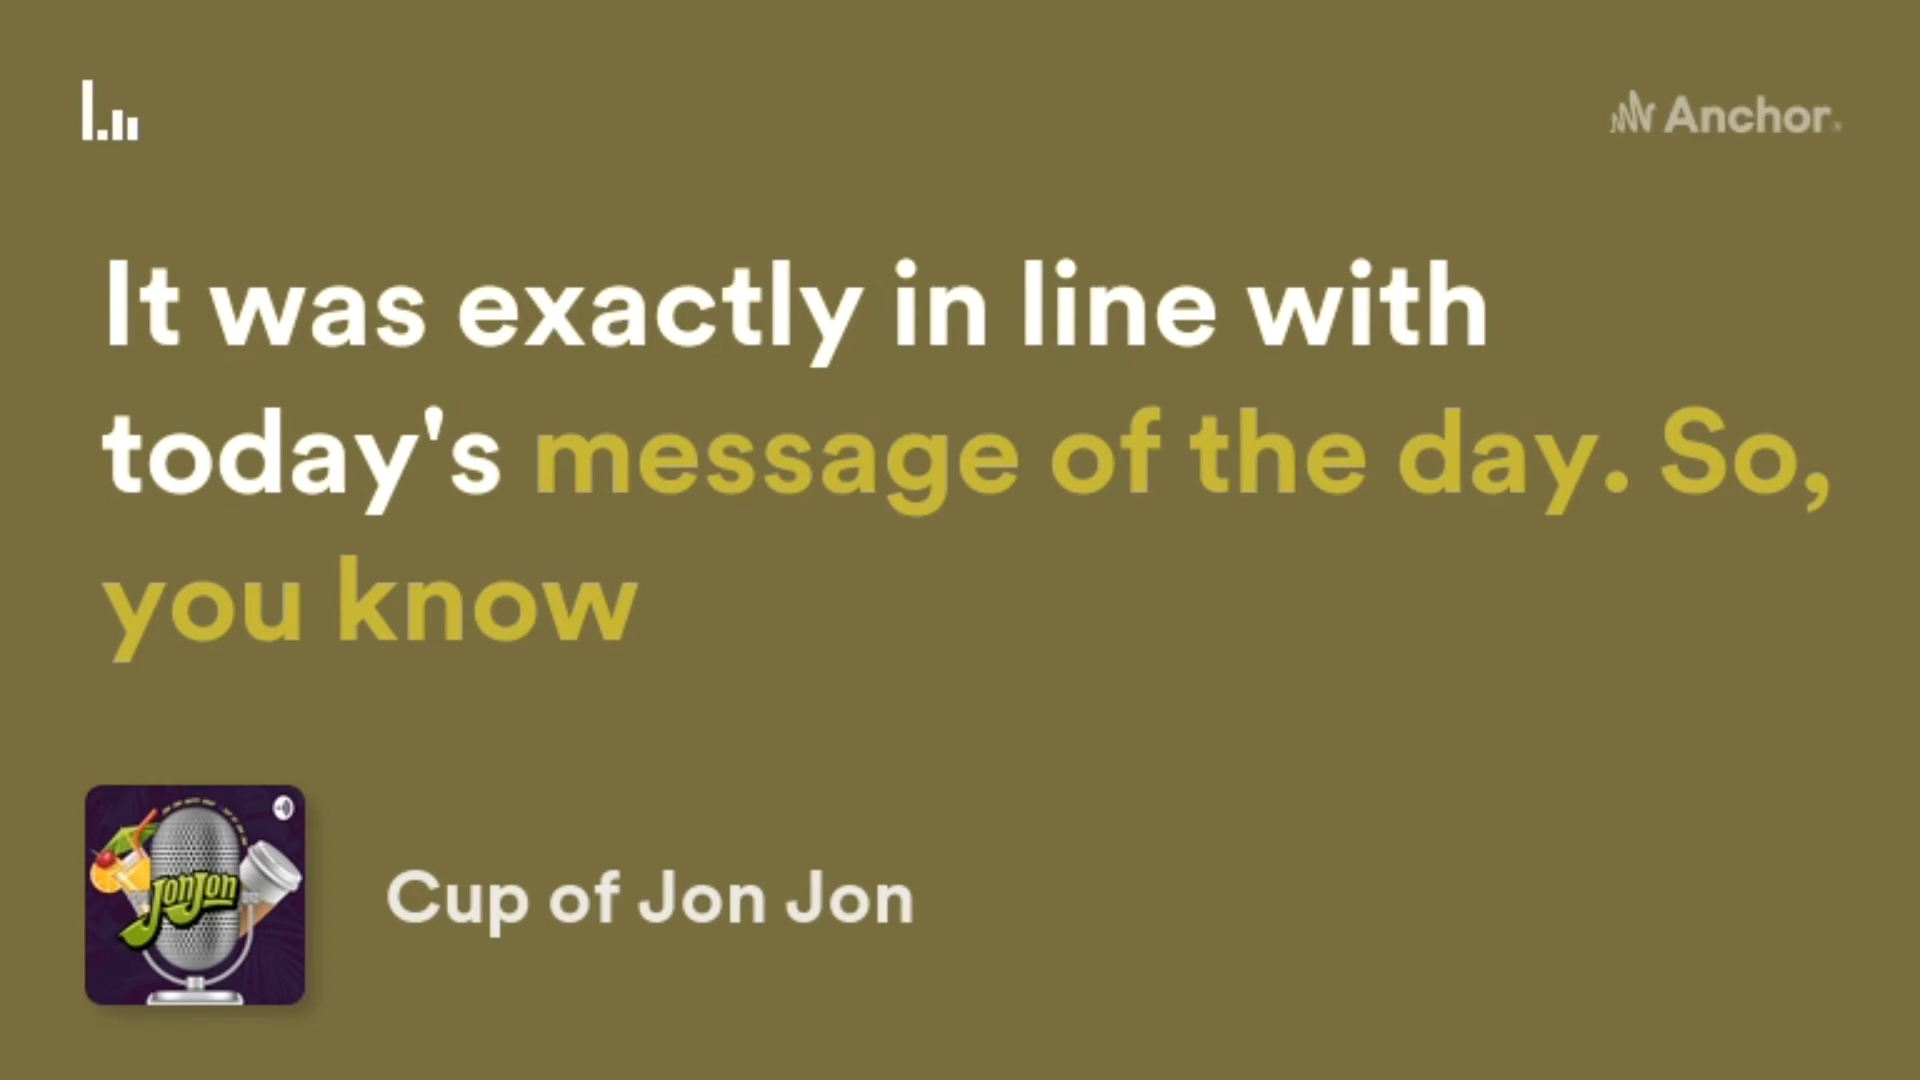 Anchor
It was exactly in line with
today's message of the day. So,
you know
JonJon
Cup of Jon Jon